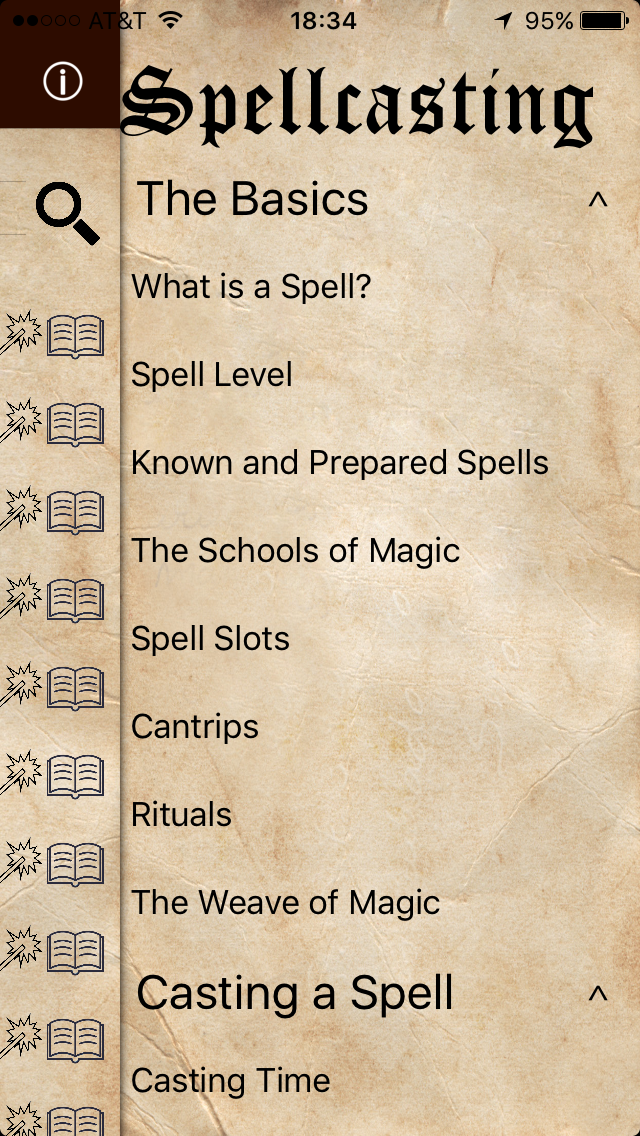 AT&T 18:34 95%
Spellcasting
The Basics ^
What is a Spell?
Spell Level
Known and Prepared Spells
The Schools of Magic
Spell Slots
Cantrips
Rituals
The Weave of Magic
Casting a Spell ^
Casting Time